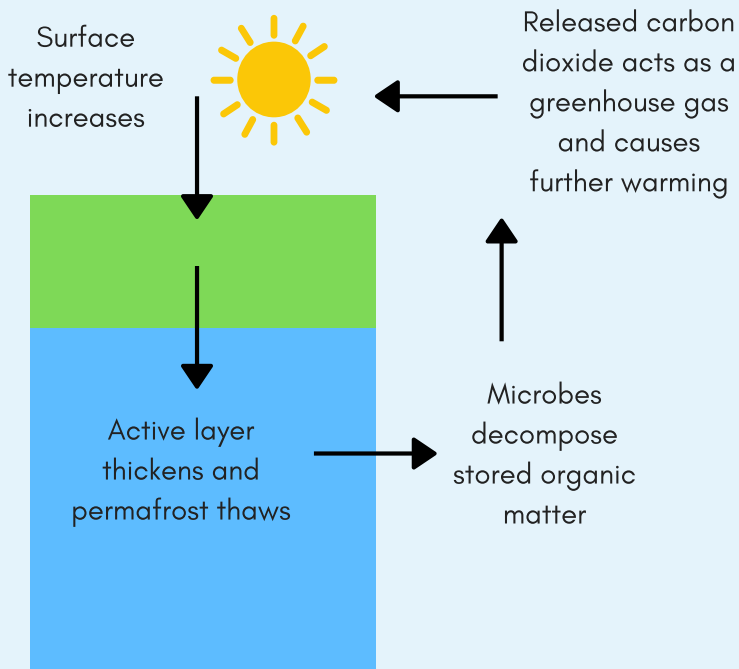 Surface
temperature
increases
Active layer
thickens and
permafrost thaws
Microbes
decompose
stored organic
matter
Released carbon
dioxide acts as a
greenhouse gas
and causes
further warming